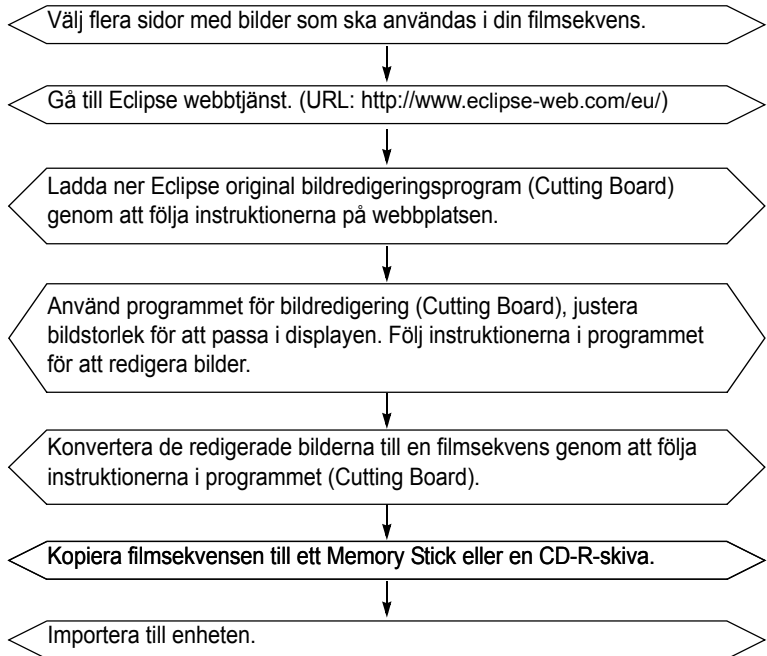 Välj flera sidor med bilder som ska användas i din filmsekvens.
Gå till Eclipse webbtjänst. (URL: http://www.eclipse-web.com/eu/)
Ladda ner Eclipse original bildredigeringsprogram (Cutting Board)
genom att följa instruktionerna på webbplatsen.
Använd programmet för bildredigering (Cutting Board), justera
bildstorlek för att passa i displayen. Följ instruktionerna i programmet
för att redigera bilder.
Konvertera de redigerade bilderna till en filmsekvens genom att följa
instruktionerna i programmet (Cutting Board).
Kopiera filmsekvensen till ett Memory Stick eller en CD-R-skiva.
Importera till enheten.